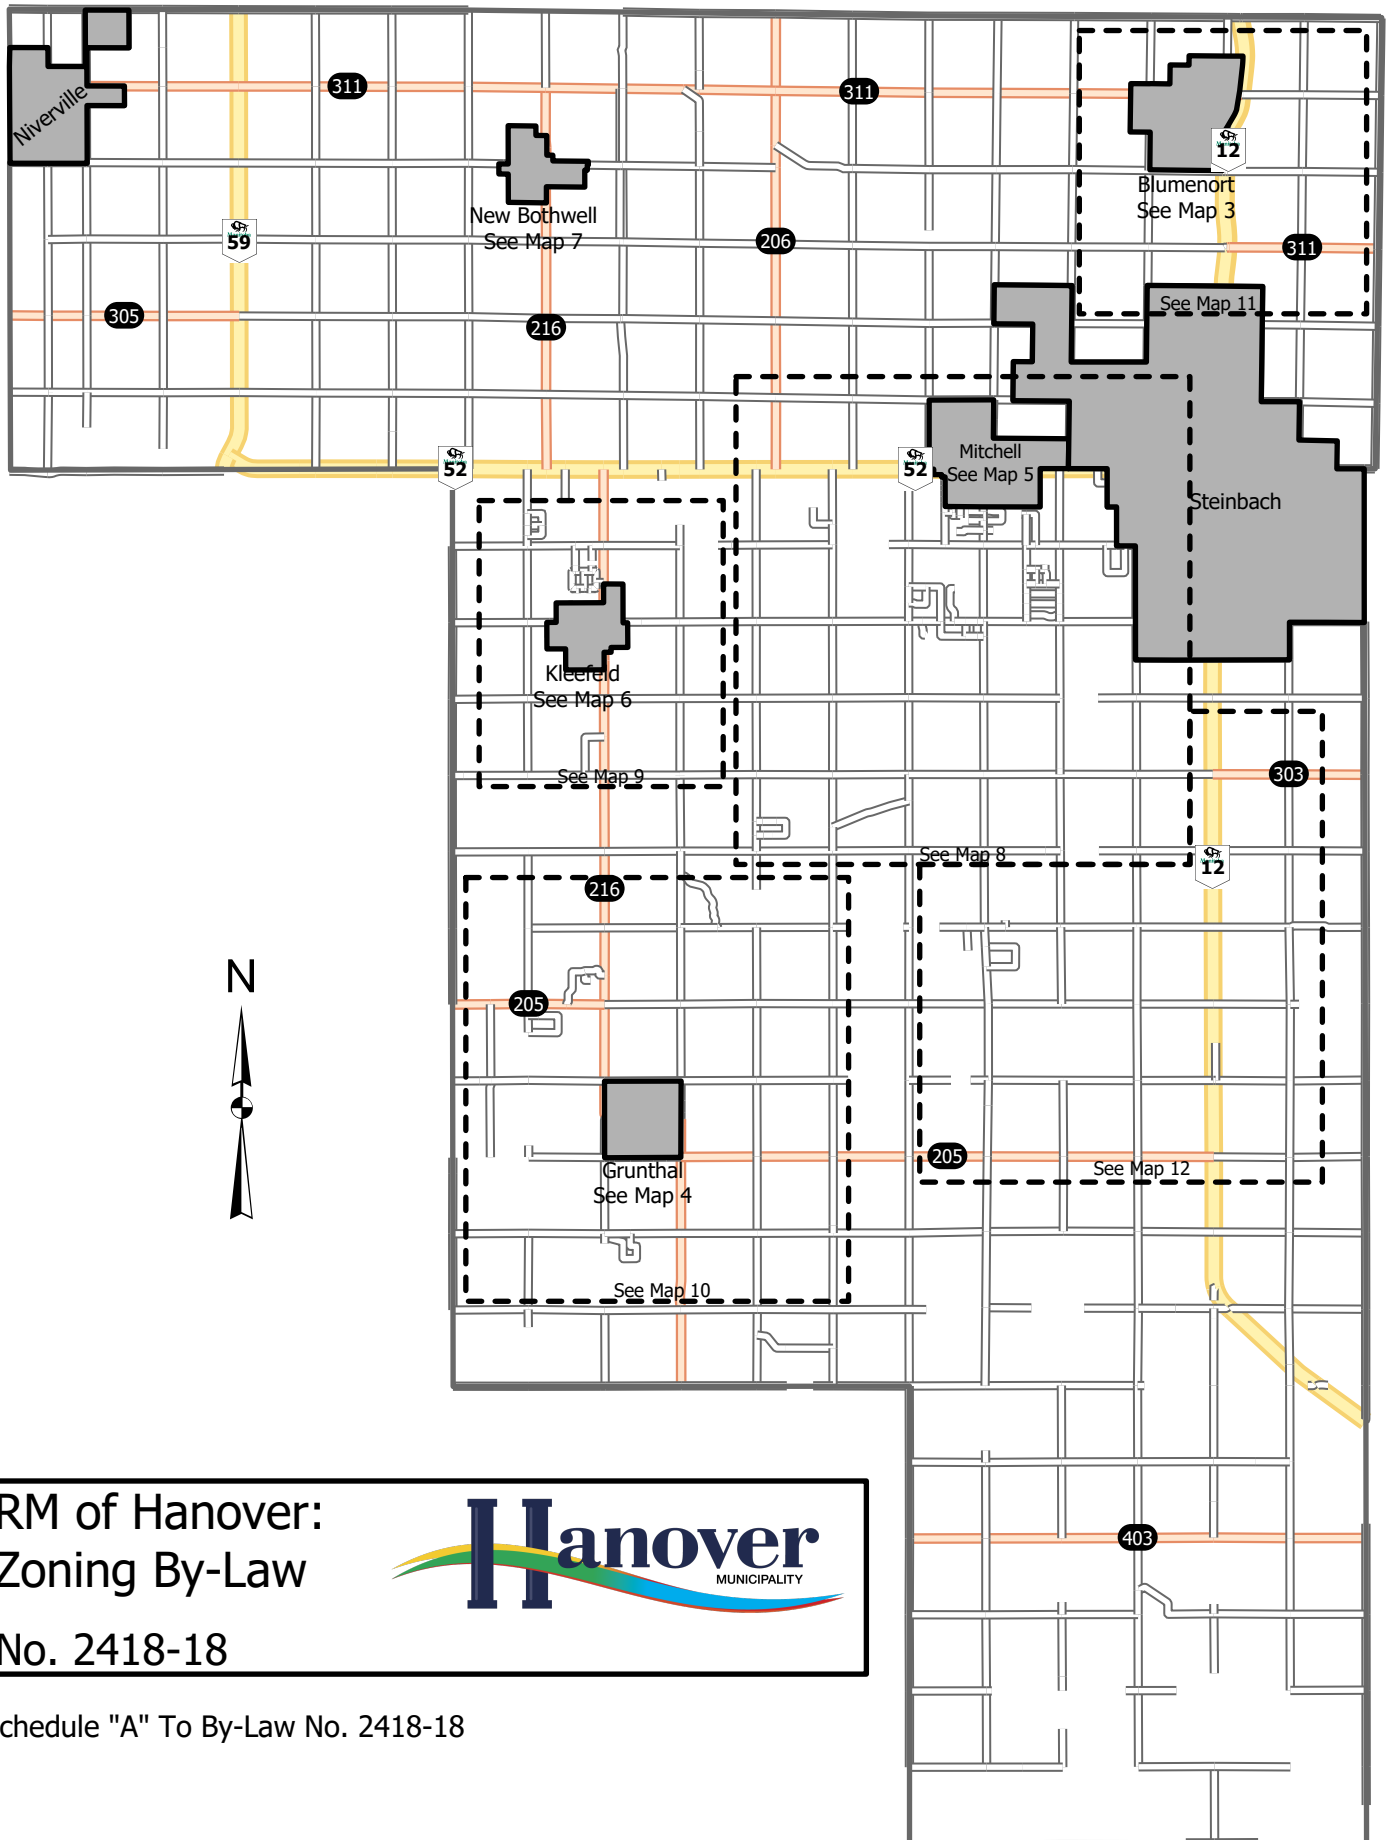 311
311
Niverville
12
Blumenort
See Map 3
New Bothwell
See Map 7
59
206
311
305
216
See Map 11
52
52
Mitchell
See Map 5
Steinbach
Kleefeld
See Map 6
See Map 9
303
See Map 8
12
216
N
205
205
Grunthal
See Map 4
See Map 12
See Map 10
RM of Hanover:
Zoning By-Law
No. 2418-18
Hanover
MUNICIPALITY
403
chedule "A" To By-Law No. 2418-18